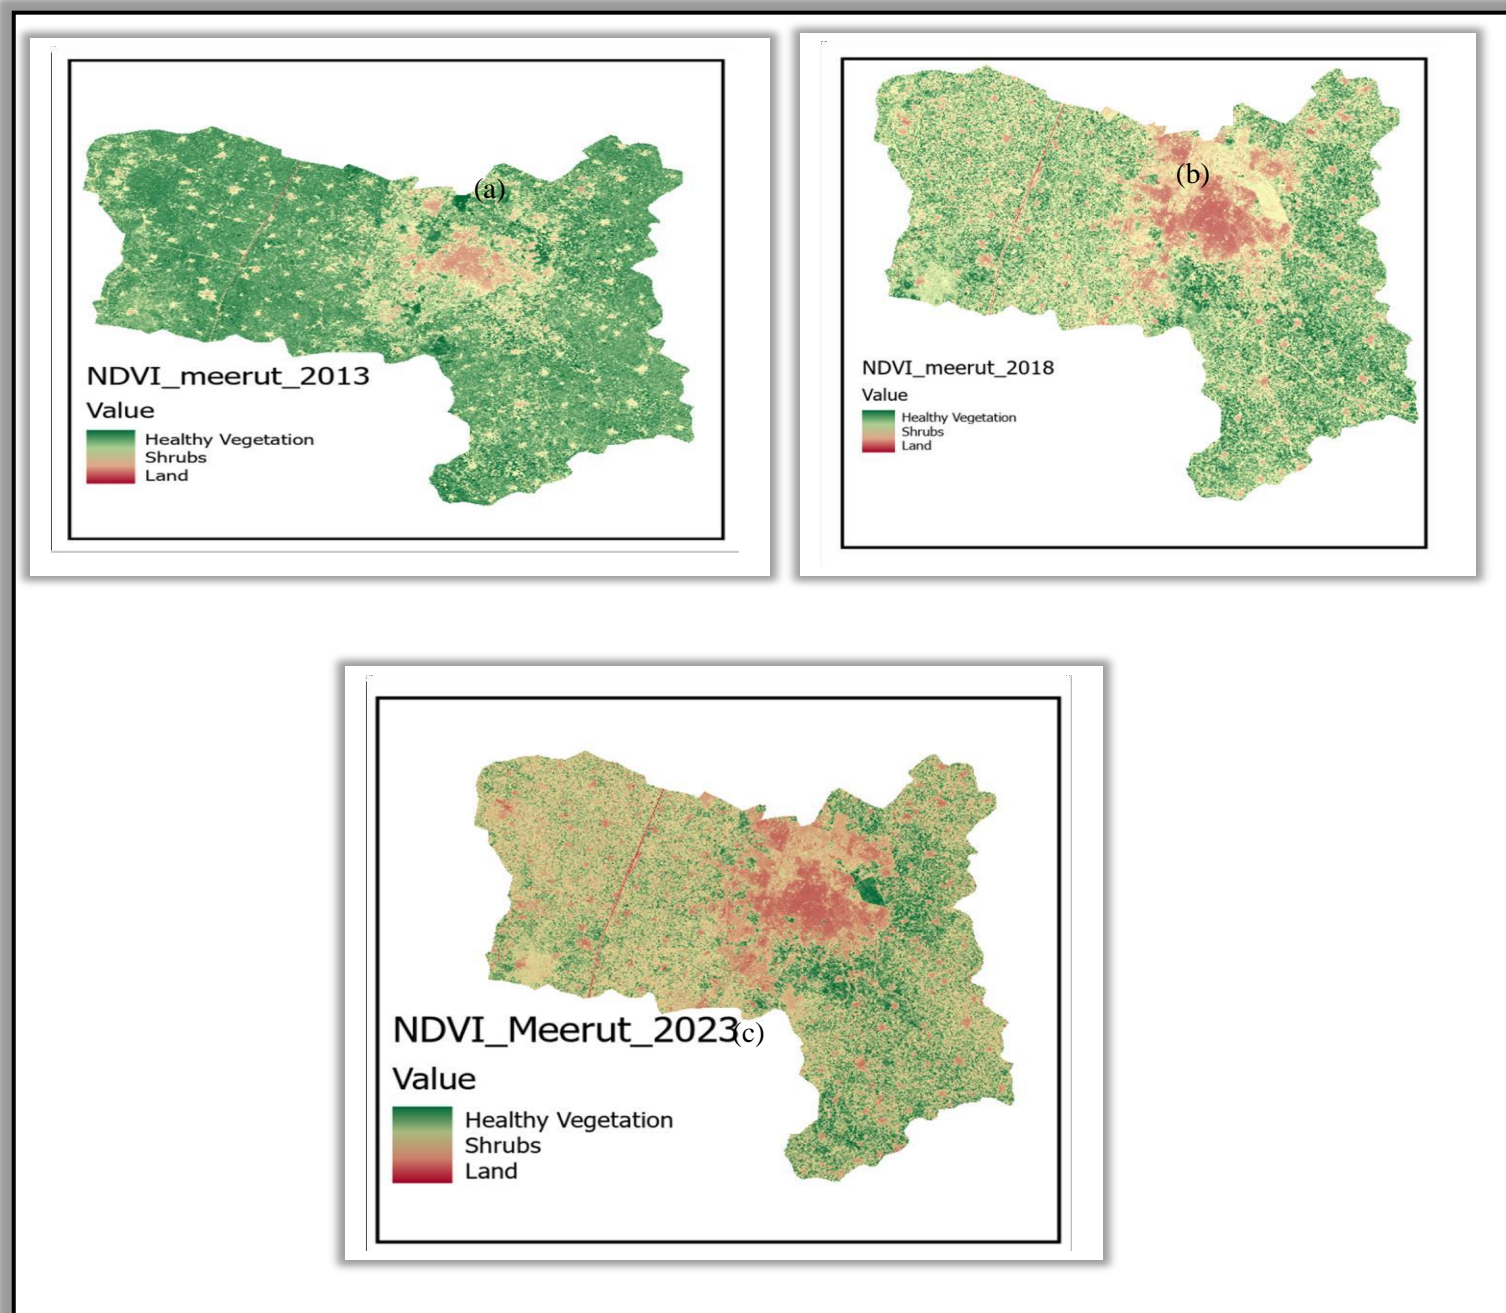 (a)
NDVI_meerut_2013
Value
Healthy Vegetation
Shrubs
Land
(b)
NDVI_meerut_2018
Value
Healthy Vegetation
Shrubs
Land
NDVI_Meerut_2023(c)
Value
Healthy Vegetation
Shrubs
Land